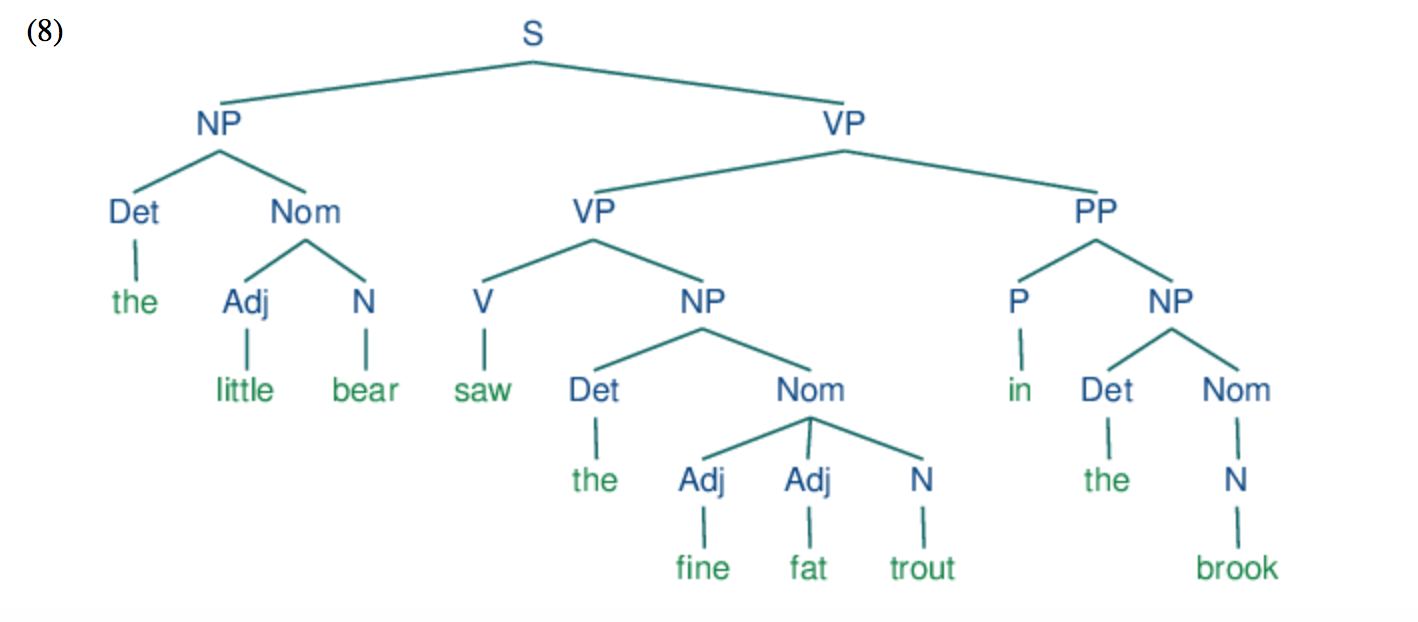 (8) S
NP VP
Det Nom VP PP
the Adj N V NP P NP
little bear saw Det Nom in Det Nom
the Adj Adj N the N
fine fat trout brook